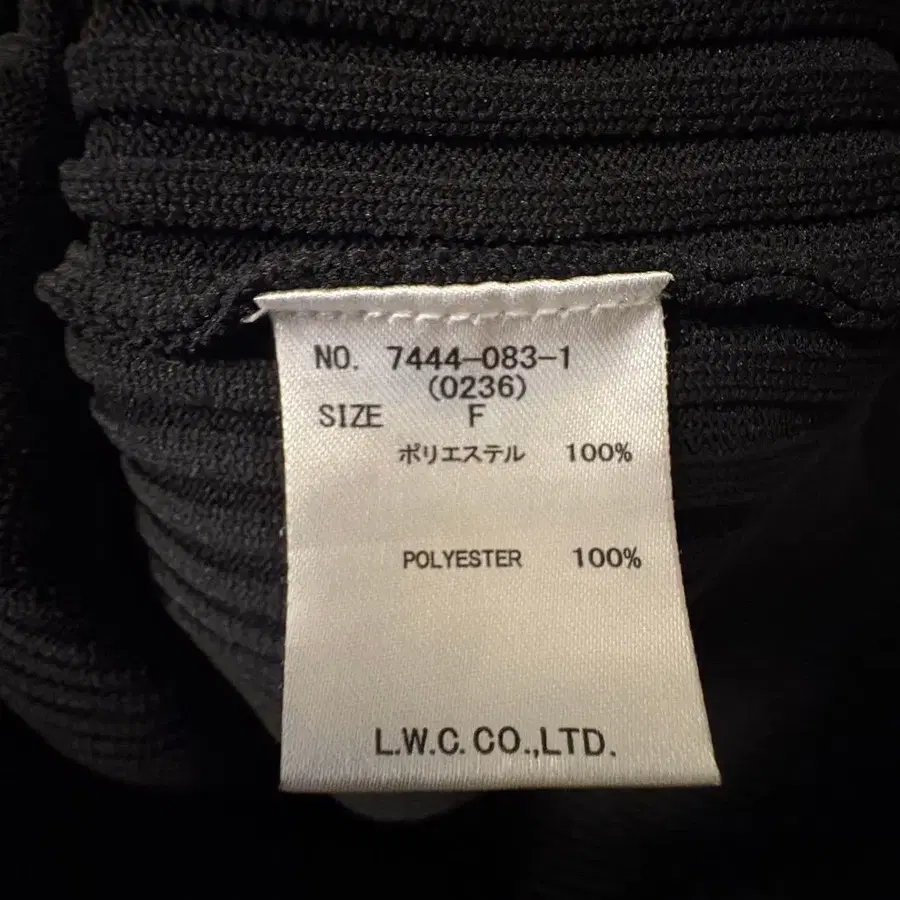 NO. 7444-083-1
(0236)
SIZE F
ポリエステル 100%
POLYESTER 100%
L.W.C.CO.,LTD.